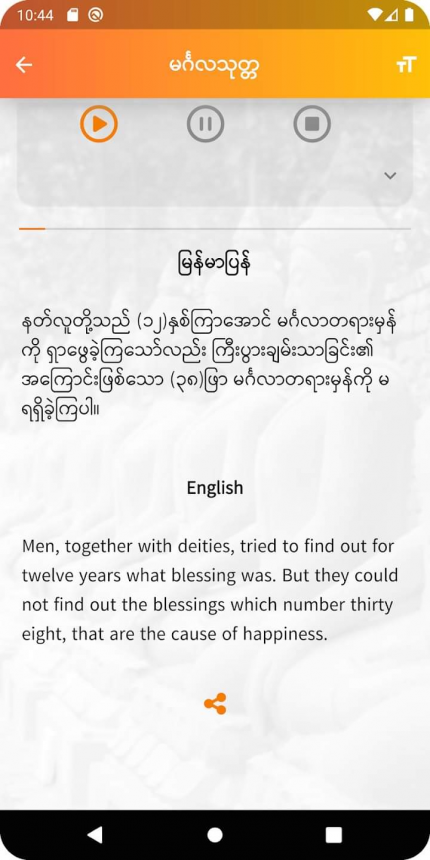 10:44
မင်္ဂလသုတ္တ
မြန်မာပြန်
နတ်လူတို့သည် (၁၂)နှစ်ကြာအောင် မင်္ဂလာတရားမှန်
ကို ရှာဖွေခဲ့ကြသော်လည်း ကြီးပွားချမ်းသာခြင်း၏
အကြောင်းဖြစ်သော (၃၈)ဖြာ မင်္ဂလာတရားမှန်ကို မ
ရရှိခဲ့ကြပါ။
English
Men, together with deities, tried to find out for
twelve years what blessing was. But they could
not find out the blessings which number thirty
eight, that are the cause of happiness.